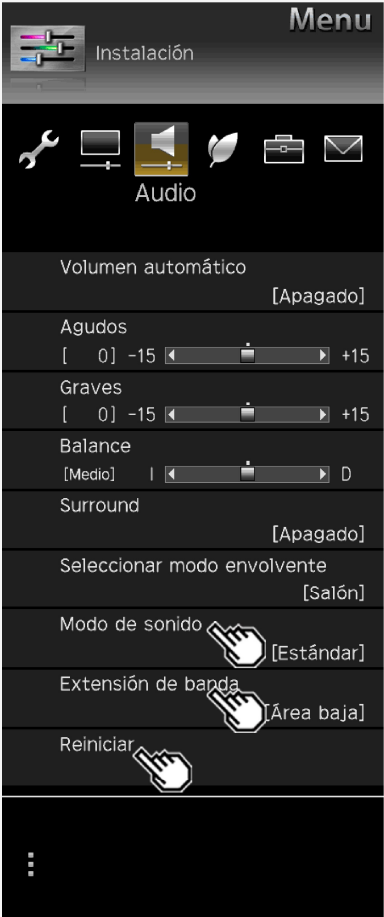 Menu
Instalación
Audio
Volumen automático
[Apagado]
Agudos
[ 0] -15 +15
Graves
[ 0] -15 +15
Balance
[Medio] I D
Surround
[Apagado]
Seleccionar modo envolvente
[Salón]
Modo de sonido
[Estándar]
Extensión de banda
[Área baja]
Reiniciar